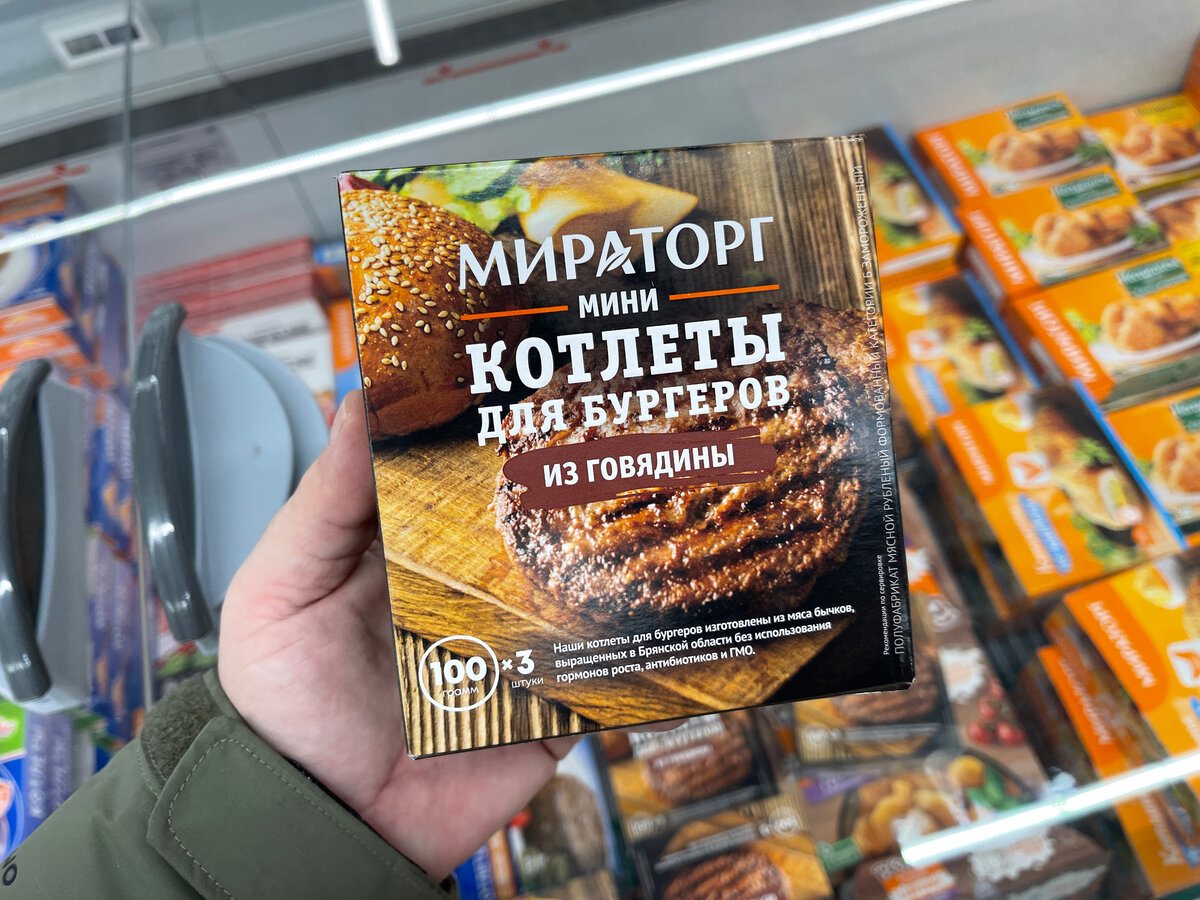 МИРАТОРГ
МИНИ
КОТЛЕТЫ
ДЛЯ БУРГЕРОВ
ИЗ ГОВЯДИНЫ
100
грамм
× 3
штуки
Наши котлеты для бургеров изготовлены из мяса бычков,
выращенных в Брянской области без использования
гормонов роста, антибиотиков и ГМО.
Рекомендации по сервировке
ПОЛУФАБРИКАТ МЯСНОЙ РУБЛЕНЫЙ ФОРМОВАННЫЙ КАТЕГОРИИ Б ЗАМОРОЖЕННЫЙ